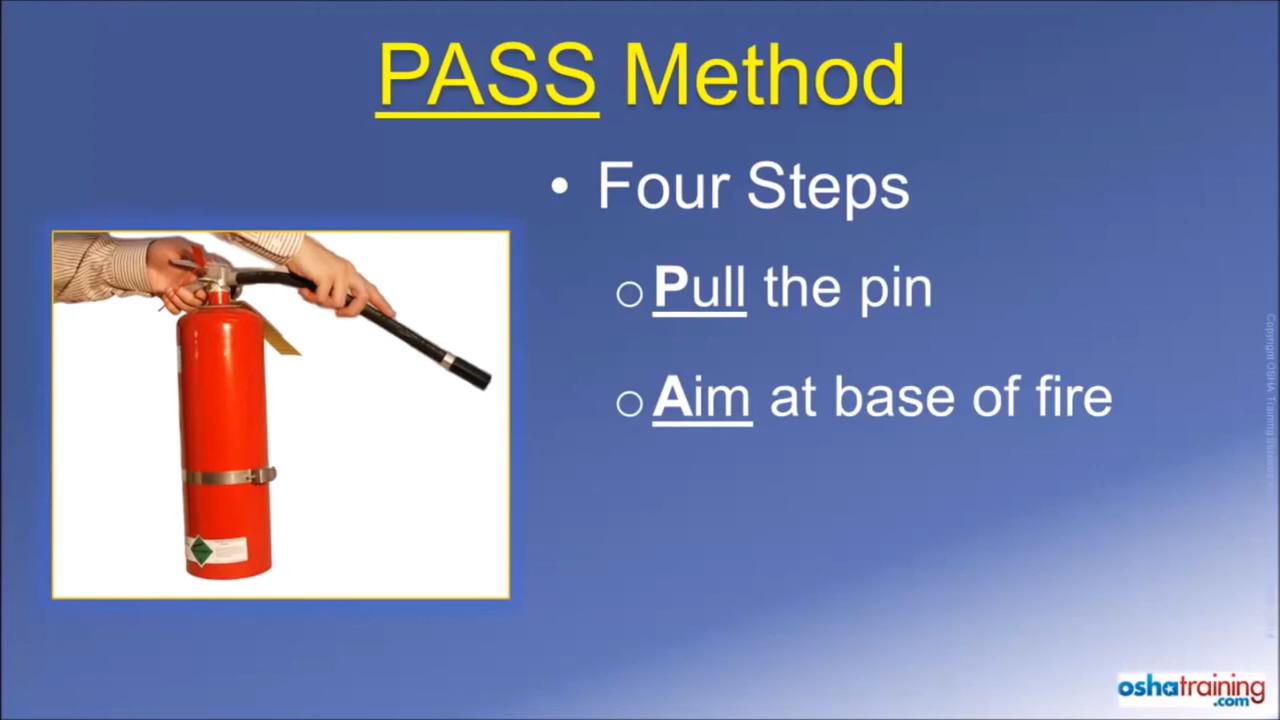 PASS Method
• Four Steps
o Pull the pin
o Aim at base of fire
oshatraining
.com